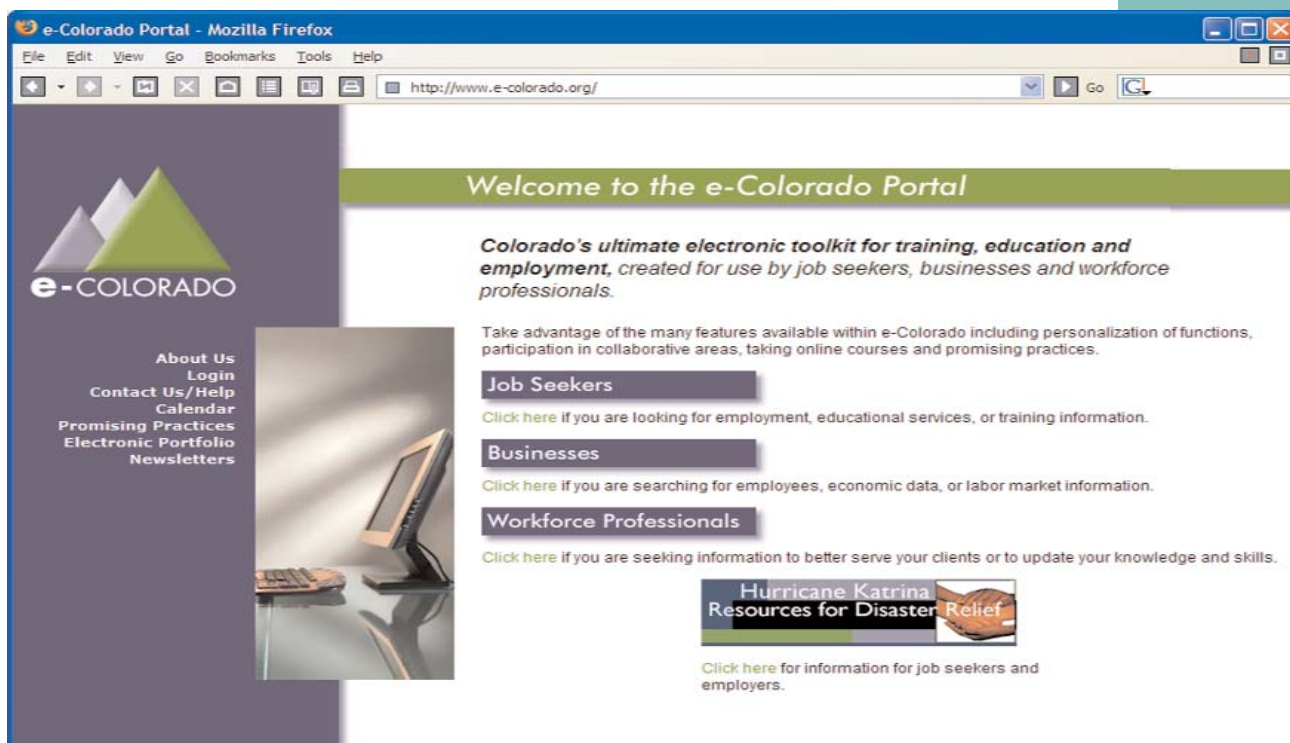 e-Colorado Portal - Mozilla Firefox
File Edit View Go Bookmarks Tools Help
http://www.e-colorado.org/ Go G
e-COLORADO
About Us
Login
Contact Us/Help
Calendar
Promising Practices
Electronic Portfolio
Newsletters
Welcome to the e-Colorado Portal
Colorado's ultimate electronic toolkit for training, education and
employment, created for use by job seekers, businesses and workforce
professionals.
Take advantage of the many features available within e-Colorado including personalization of functions,
participation in collaborative areas, taking online courses and promising practices.
Job Seekers
Click here if you are looking for employment, educational services, or training information.
Businesses
Click here if you are searching for employees, economic data, or labor market information.
Workforce Professionals
Click here if you are seeking information to better serve your clients or to update your knowledge and skills.
Hurricane Katrina
Resources for Disaster Relief
Click here for information for job seekers and
employers.